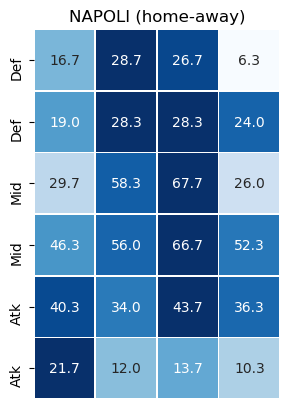 NAPOLI (home-away)
Def 16.7 28.7 26.7 6.3
Def 19.0 28.3 28.3 24.0
Mid 29.7 58.3 67.7 26.0
Mid 46.3 56.0 66.7 52.3
Atk 40.3 34.0 43.7 36.3
Atk 21.7 12.0 13.7 10.3